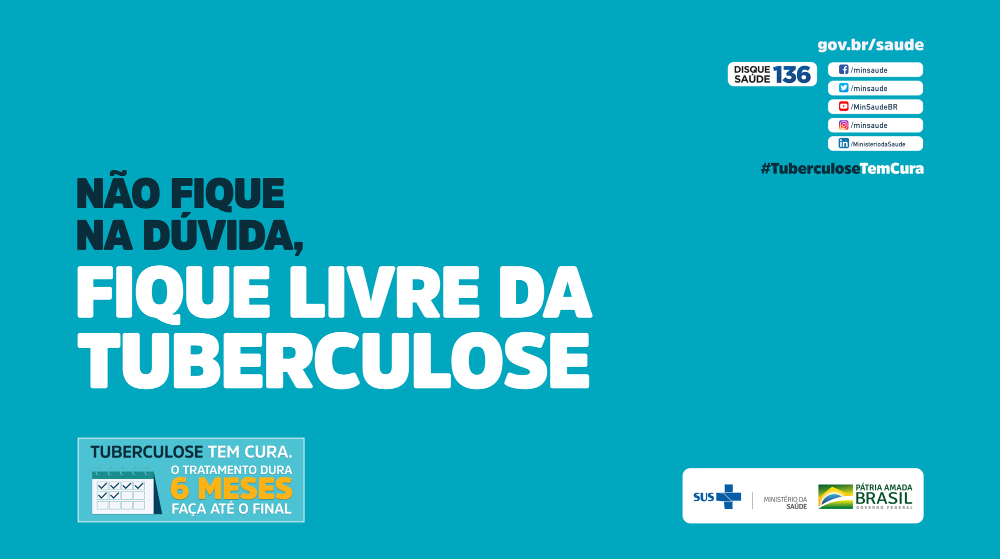 gov.br/saude
DISQUE
SAÚDE 136
/minsaude
/minsaude
/MinSaudeBR
/minsaude
/MinisteriodaSaude
#TuberculoseTemCura
NÃO FIQUE
NA DÚVIDA,
FIQUE LIVRE DA
TUBERCULOSE
TUBERCULOSE TEM CURA.
O TRATAMENTO DURA
6 MESES
FAÇA ATÉ O FINAL
SUS
MINISTÉRIO DA
SAÚDE
PÁTRIA AMADA
BRASIL
GOVERNO FEDERAL